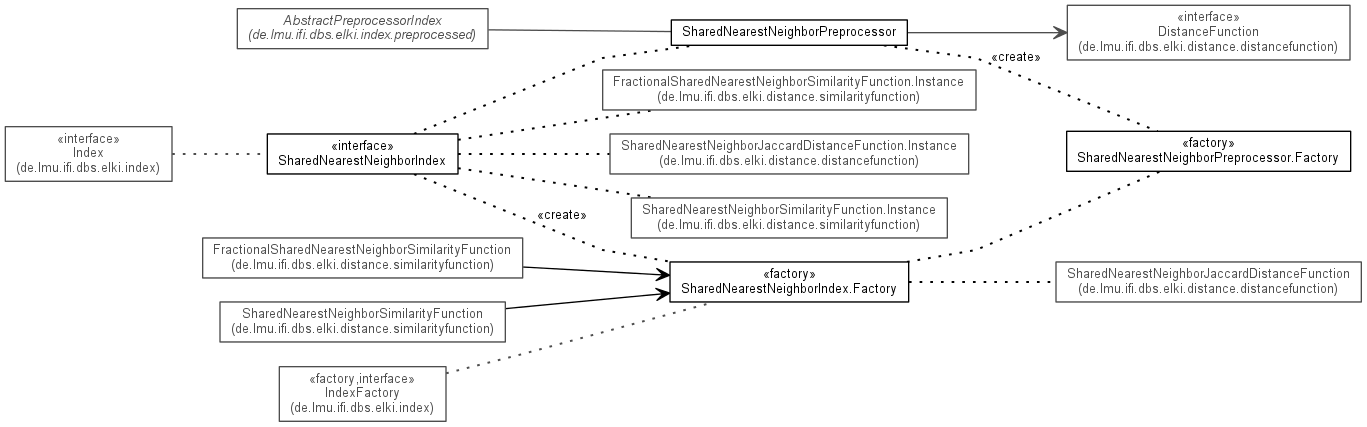 AbstractPreprocessorIndex
(de.lmu.ifi.dbs.elki.index.preprocessed)
SharedNearestNeighborPreprocessor
«interface»
DistanceFunction
(de.lmu.ifi.dbs.elki.distance.distancefunction)
«create»
FractionalSharedNearestNeighborSimilarityFunction.Instance
(de.lmu.ifi.dbs.elki.distance.similarityfunction)
«interface»
Index
(de.lmu.ifi.dbs.elki.index)
«interface»
SharedNearestNeighborIndex
SharedNearestNeighborJaccardDistanceFunction.Instance
(de.lmu.ifi.dbs.elki.distance.distancefunction)
«factory»
SharedNearestNeighborPreprocessor.Factory
SharedNearestNeighborSimilarityFunction.Instance
(de.lmu.ifi.dbs.elki.distance.similarityfunction)
«create»
FractionalSharedNearestNeighborSimilarityFunction
(de.lmu.ifi.dbs.elki.distance.similarityfunction)
«factory»
SharedNearestNeighborIndex.Factory
SharedNearestNeighborJaccardDistanceFunction
(de.lmu.ifi.dbs.elki.distance.distancefunction)
SharedNearestNeighborSimilarityFunction
(de.lmu.ifi.dbs.elki.distance.similarityfunction)
«factory,interface»
IndexFactory
(de.lmu.ifi.dbs.elki.index)